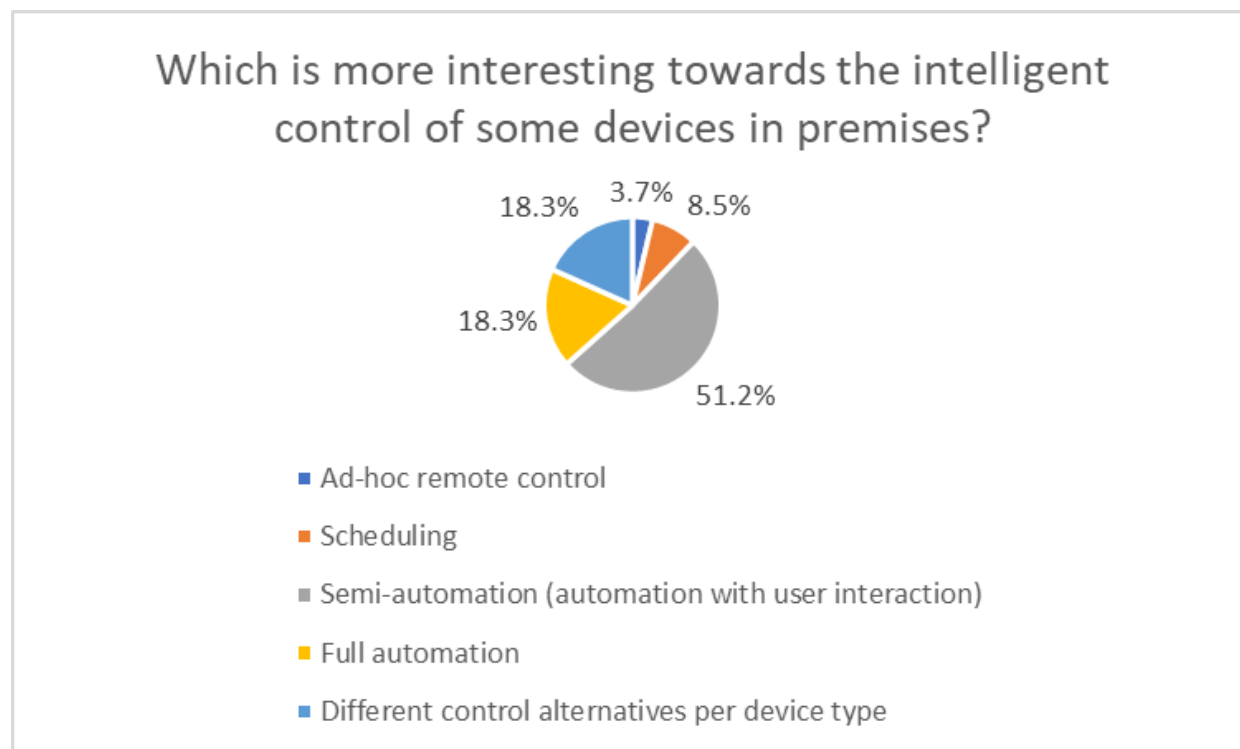 Which is more interesting towards the intelligent
control of some devices in premises?
3.7%
18.3%
8.5%
18.3%
51.2%
Ad-hoc remote control
Scheduling
Semi-automation (automation with user interaction)
Full automation
Different control alternatives per device type